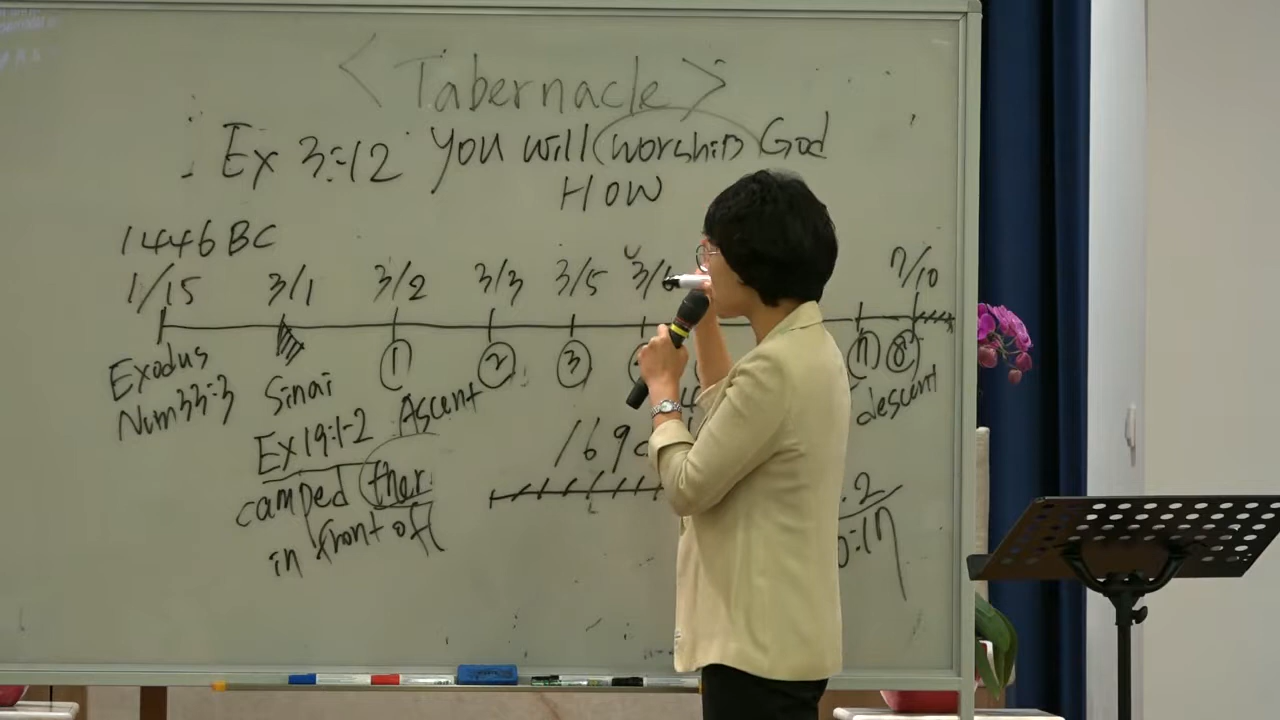 < Tabernacle >
Ex 3:12 You will (worship) God
HOW
1446 BC
1/15 3/1 3/2 3/3 3/5 3/6 7/10
① ② ③ ⑦ ⑧
Exodus
Num 33:3
Sinai
Ascent
descent
Ex 19:1-2
camped ther
in front of
169